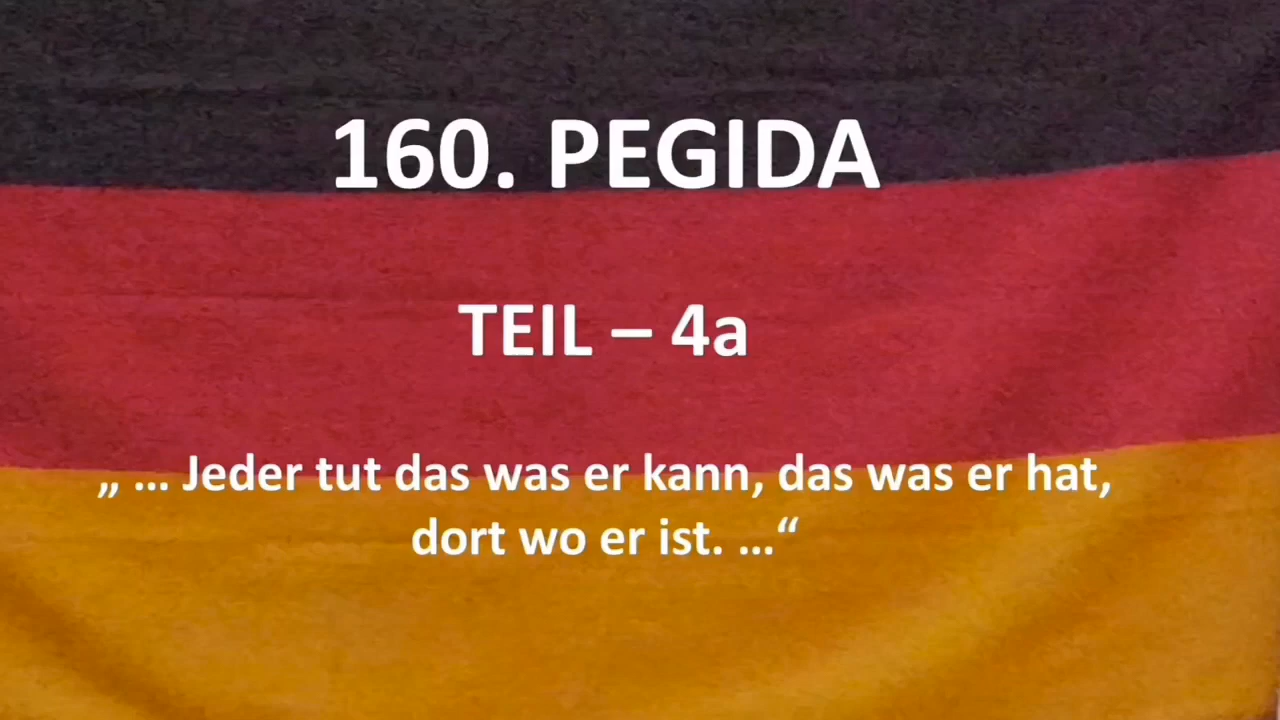 160. PEGIDA
TEIL – 4a
„ ... Jeder tut das was er kann, das was er hat,
dort wo er ist. ...“